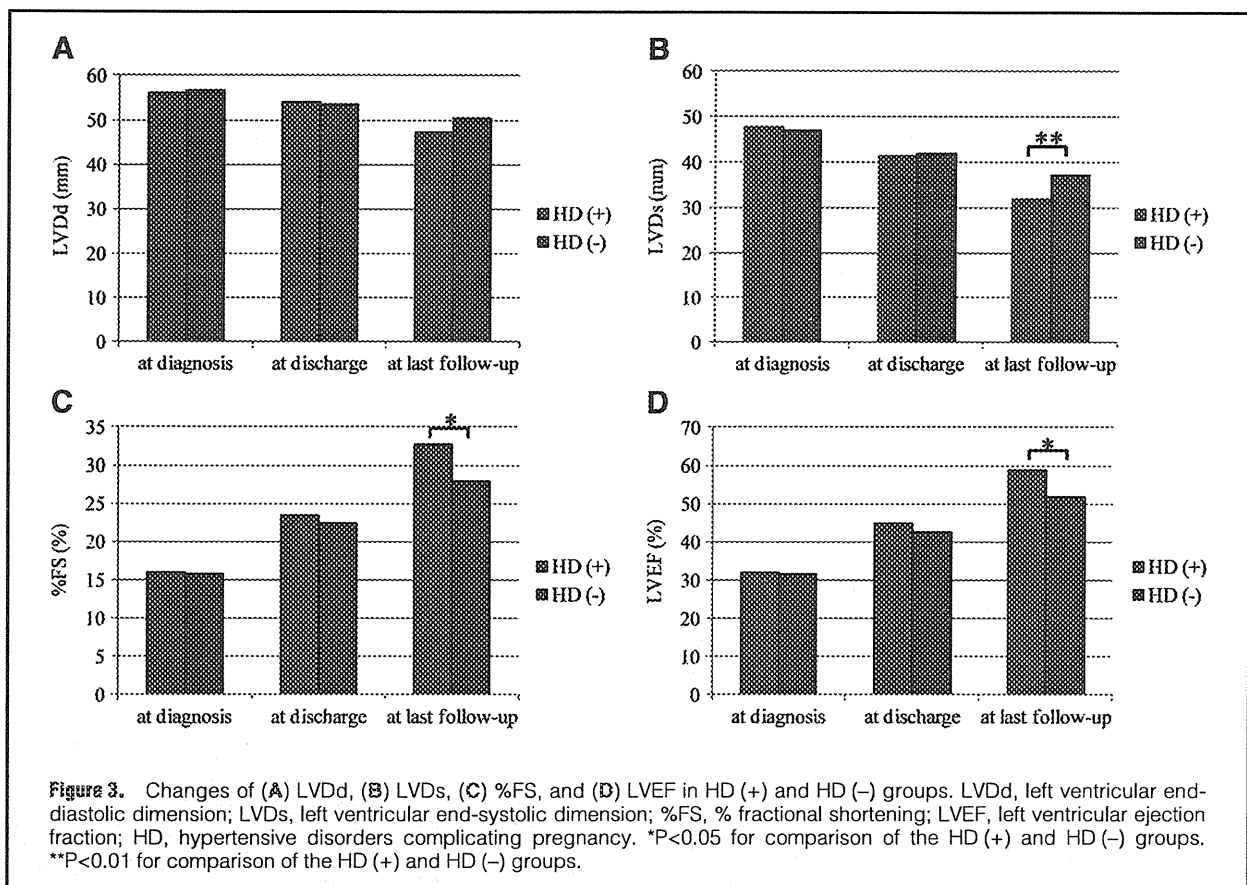 A
60
50
40
30
20
10
0
LVDd (mm)
at diagnosis at discharge at last follow-up
HD (+)
HD (-)
B
60
50
40
30
20
10
0
LVDs (mm)
**
at diagnosis at discharge at last follow-up
HD (+)
HD (-)
C
35
30
25
20
15
10
5
0
%FS (%)
*
at diagnosis at discharge at last follow-up
HD (+)
HD (-)
D
70
60
50
40
30
20
10
0
LVEF (%)
*
at diagnosis at discharge at last follow-up
HD (+)
HD (-)
Figure 3. Changes of (A) LVDd, (B) LVDs, (C) %FS, and (D) LVEF in HD (+) and HD (–) groups. LVDd, left ventricular end-
diastolic dimension; LVDs, left ventricular end-systolic dimension; %FS, % fractional shortening; LVEF, left ventricular ejection
fraction; HD, hypertensive disorders complicating pregnancy. *P<0.05 for comparison of the HD (+) and HD (–) groups.
**P<0.01 for comparison of the HD (+) and HD (–) groups.